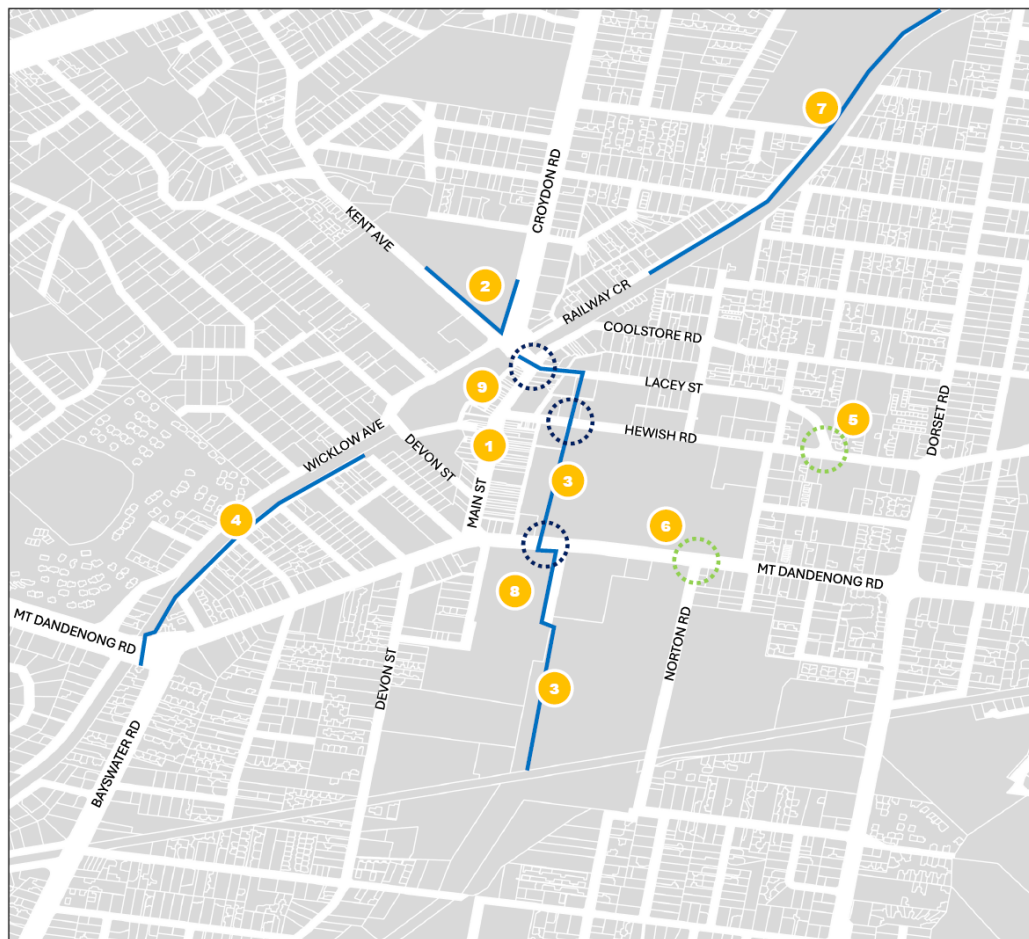 7
CROYDON RD
KENT AVE
2
RAILWAY CR
COOLSTORE RD
9
LACEY ST
DORSET RD
5
HEWISH RD
1
DEVON ST
WICKLOW AVE
3
MAIN ST
4
6
MT DANDENONG RD
8
MT DANDENONG RD
NORTON RD
DEVON ST
3
BAYSWATER RD